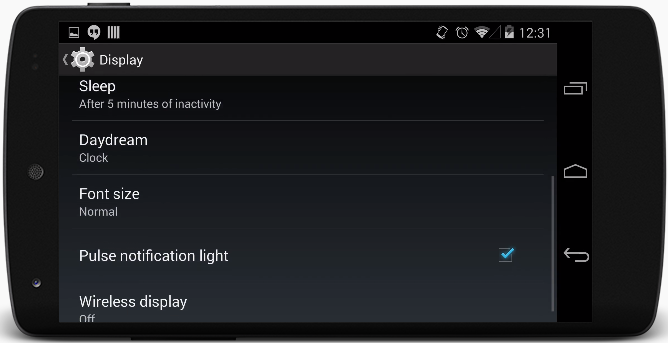 12:31
Display
Sleep
After 5 minutes of inactivity
Daydream
Clock
Font size
Normal
Pulse notification light
Wireless display
Off